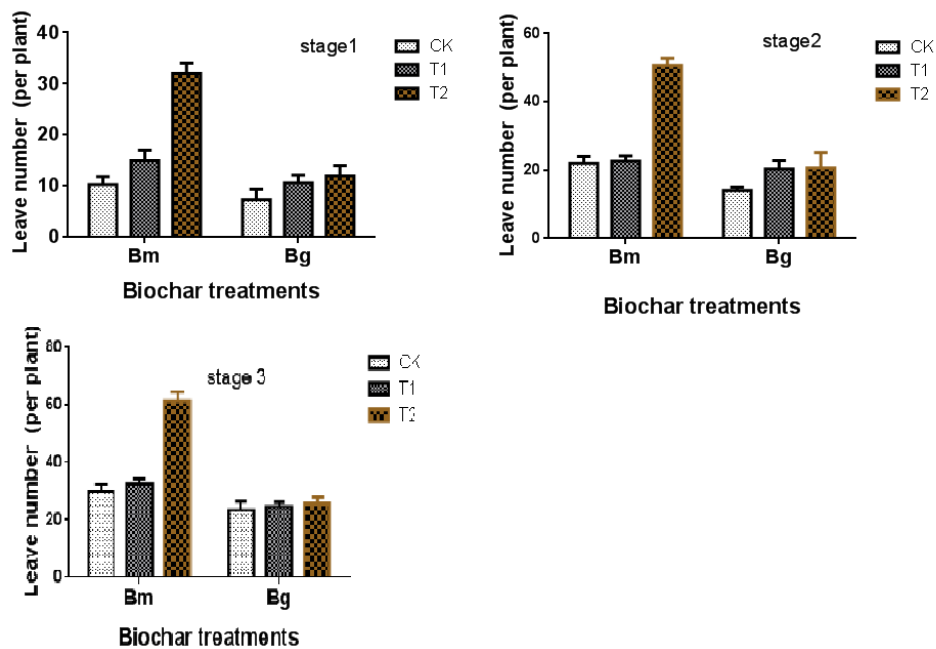 Leave number (per plant)
40
30
20
10
0
stage1
CK
T1
T2
Bm
Bg
Biochar treatments
Leave number (per plant)
60
40
20
0
stage2
CK
T1
T2
Bm
Bg
Biochar treatments
Leave number (per plant)
80
60
40
20
0
stage 3
CK
T1
T2
Bm
Bg
Biochar treatments